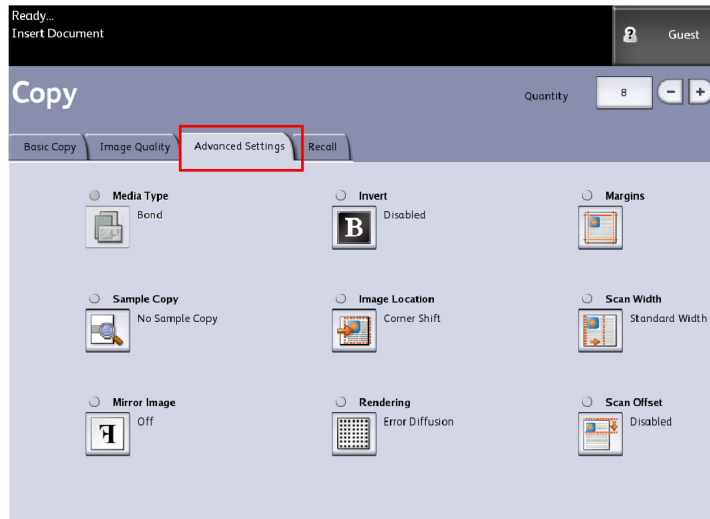 Ready...
Insert Document
Guest
Copy
Quantity
8
Basic Copy
Image Quality
Advanced Settings
Recall
Media Type
Bond
Invert
B
Disabled
Margins
Sample Copy
No Sample Copy
Image Location
Corner Shift
Scan Width
Standard Width
Mirror Image
Off
Rendering
Error Diffusion
Scan Offset
Disabled